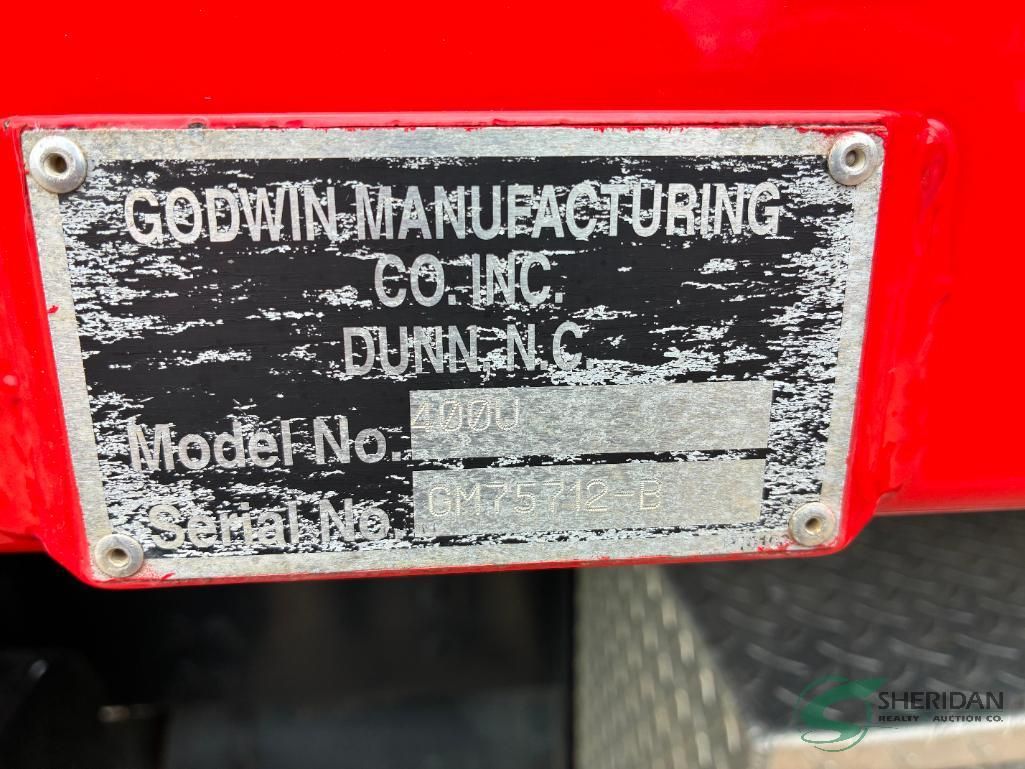 GODWIN MANUFACTURING
CO. INC.
DUNN, N.C.
Model No. 400U
Serial No. GM75712-B
SHERIDAN
REALTY AUCTION CO.